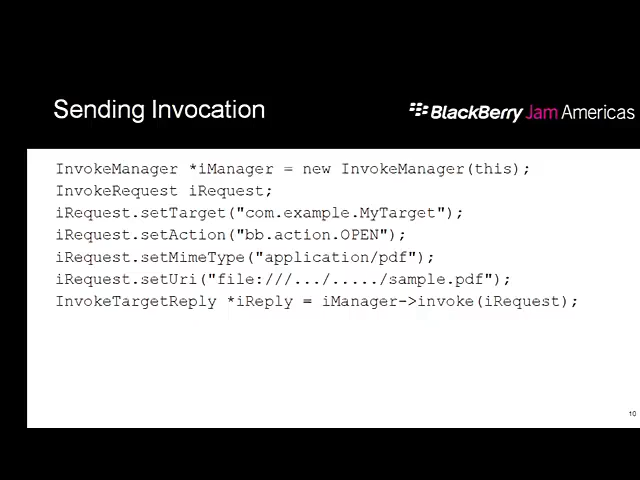 Sending Invocation
BlackBerry Jam Americas
InvokeManager *iManager = new InvokeManager(this);
InvokeRequest iRequest;
iRequest.setTarget("com.example.MyTarget");
iRequest.setAction("bb.action.OPEN");
iRequest.setMimeType("application/pdf");
iRequest.setUri("file:///.../...../sample.pdf");
InvokeTargetReply *iReply = iManager->invoke(iRequest);
10